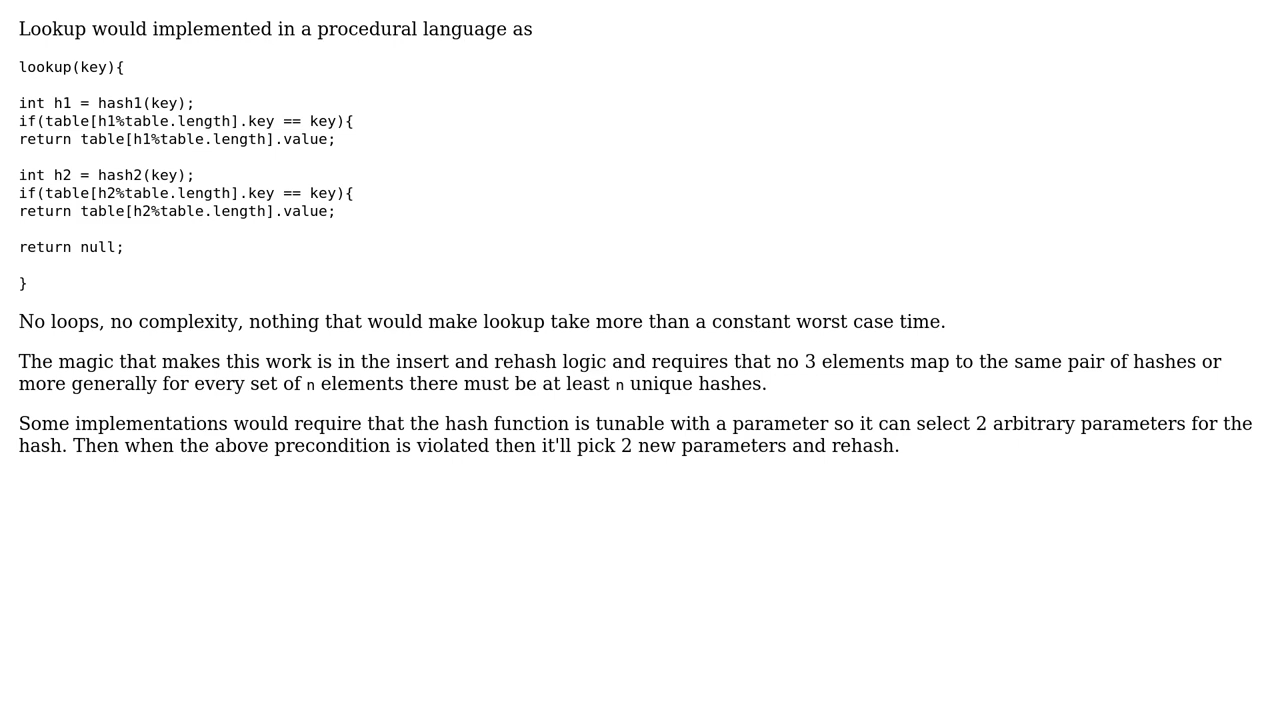 Lookup would implemented in a procedural language as
lookup(key){
int h1 = hash1(key);
if(table[h1%table.length].key == key){
return table[h1%table.length].value;
int h2 = hash2(key);
if(table[h2%table.length].key == key){
return table[h2%table.length].value;
return null;
}
No loops, no complexity, nothing that would make lookup take more than a constant worst case time.
The magic that makes this work is in the insert and rehash logic and requires that no 3 elements map to the same pair of hashes or
more generally for every set of n elements there must be at least n unique hashes.
Some implementations would require that the hash function is tunable with a parameter so it can select 2 arbitrary parameters for the
hash. Then when the above precondition is violated then it'll pick 2 new parameters and rehash.